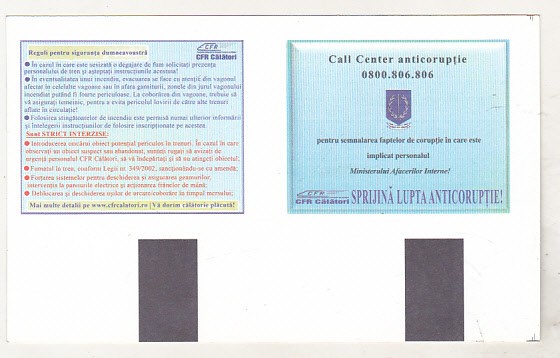 Reguli pentru siguranța dumneavoastră
CFR
CFR Călători
● În cazul în care este sesizată o degajare de fum solicitați prezența
personalului de tren și așteptați instrucțiunile acestuia!
● În eventualitatea unui incendiu, evacuarea se face cu atenție din vagonul
afectat în celelalte vagoane sau în afara garniturii, zonele din jurul vagonului
incendiat putând fi foarte periculoase. La coborârea din vagoane, trebuie să
vă asigurați temeinic, pentru a evita pericolul lovirii de către alte trenuri
aflate în circulație!
● Folosirea stingătoarelor de incendiu este permisă numai ulterior informării
și înțelegerii instrucțiunilor de folosire inscripționate pe acestea.
Sunt STRICT INTERZISE:
● Introducerea oricărui obiect potențial periculos în trenuri. În cazul în care
observați un obiect suspect sau abandonat, sunteți rugați să avizați de
urgență personalul CFR Călători, să vă îndepărtați și să nu atingeți obiectul;
● Fumatul în tren, conform Legii nr. 349/2002, sancționându-se cu amendă;
● Forțarea sistemelor pentru deschiderea și asigurarea geamurilor,
intervenția la panourile electrice și acționarea frânelor de mână;
● Deblocarea și deschiderea ușilor de urcare/coborâre în timpul mersului;
Mai multe detalii pe www.cfrcalatori.ro | Vă dorim călătorie plăcută!
Call Center anticorupție
0800.806.806
pentru semnalarea faptelor de corupție în care este
implicat personalul
Ministerului Afacerilor Interne!
CFR
CFR Călători SPRIJINĂ LUPTA ANTICORUPȚIE!